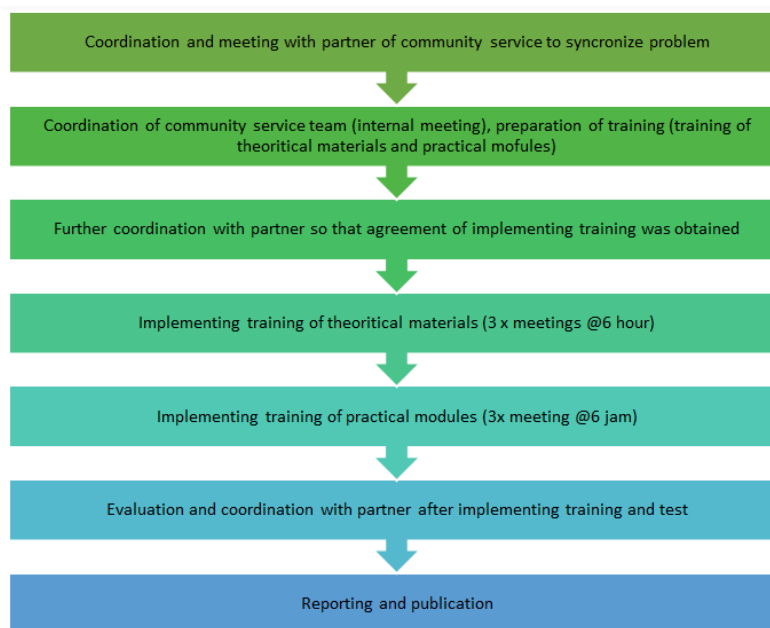 Coordination and meeting with partner of community service to syncronize problem
Coordination of community service team (internal meeting), preparation of training (training of
theoritical materials and practical mofules)
Further coordination with partner so that agreement of implementing training was obtained
Implementing training of theoritical materials (3 x meetings @6 hour)
Implementing training of practical modules (3x meeting @6 jam)
Evaluation and coordination with partner after implementing training and test
Reporting and publication